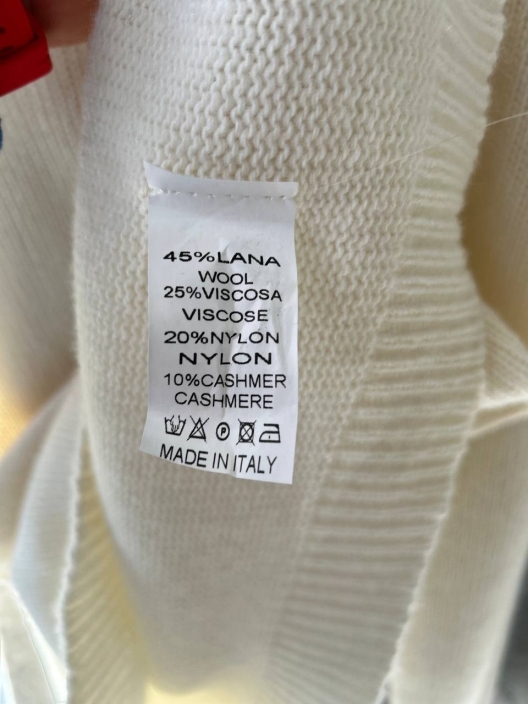 45%LANA
WOOL
25%VISCOSA
VISCOSE
20%NYLON
NYLON
10%CASHMER
CASHMERE
P
MADE IN ITALY